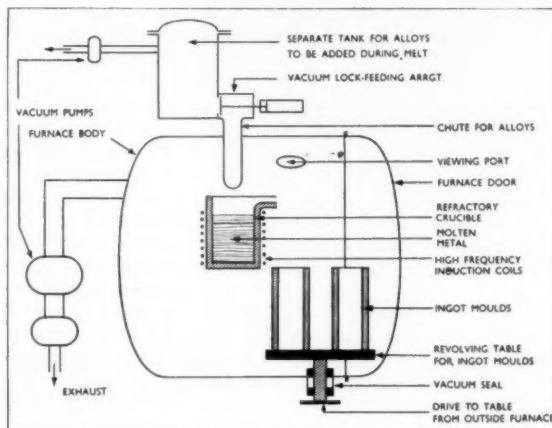 SEPARATE TANK FOR ALLOYS
TO BE ADDED DURING MELT
VACUUM LOCK-FEEDING ARRGT.
VACUUM PUMPS
FURNACE BODY
CHUTE FOR ALLOYS
VIEWING PORT
FURNACE DOOR
REFRACTORY
CRUCIBLE
MOLTEN
METAL
HIGH FREQUENCY
INDUCTION COILS
INGOT MOULDS
REVOLVING TABLE
FOR INGOT MOULDS
VACUUM SEAL
EXHAUST
DRIVE TO TABLE
FROM OUTSIDE FURNACE